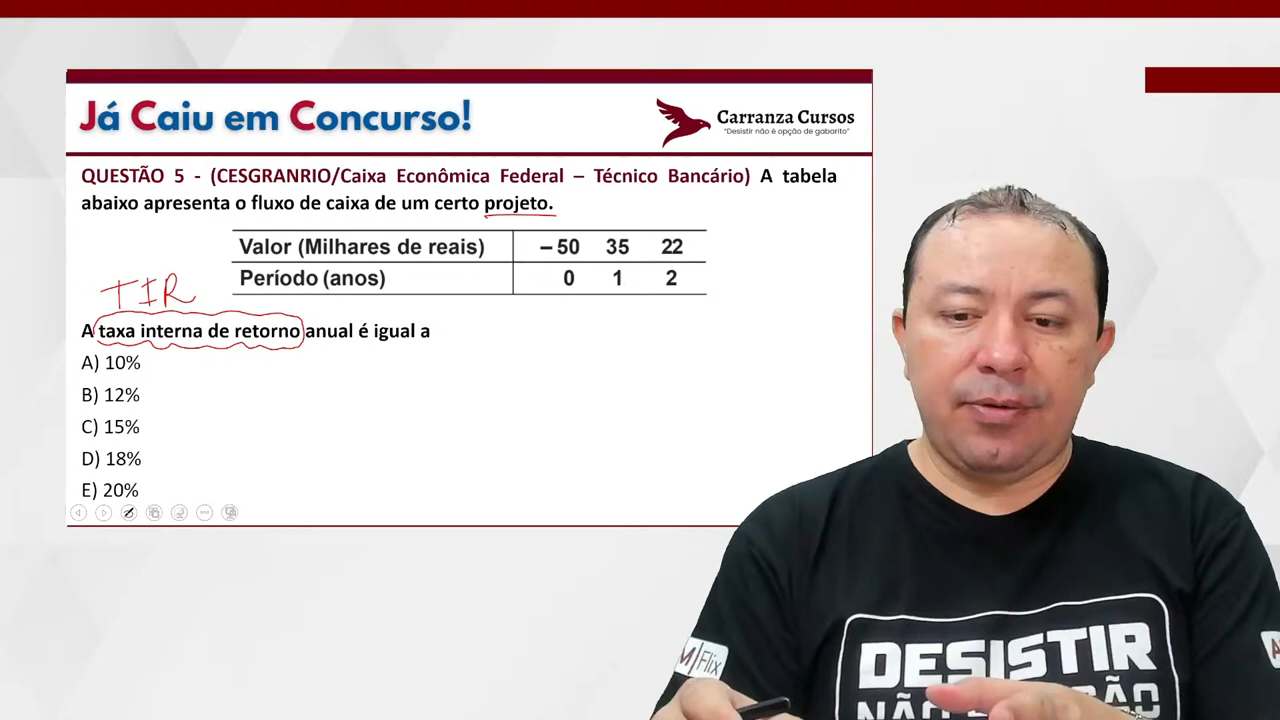 Já Caiu em Concurso!
Carranza Cursos
"Desistir não é opção de gabarito"
QUESTÃO 5 - (CESGRANRIO/Caixa Econômica Federal – Técnico Bancário) A tabela
abaixo apresenta o fluxo de caixa de um certo projeto.
Valor (Milhares de reais) – 50 35 22
Período (anos) 0 1 2
TIR
A taxa interna de retorno anual é igual a
A) 10%
B) 12%
C) 15%
D) 18%
E) 20%
DESISTIR
Flix